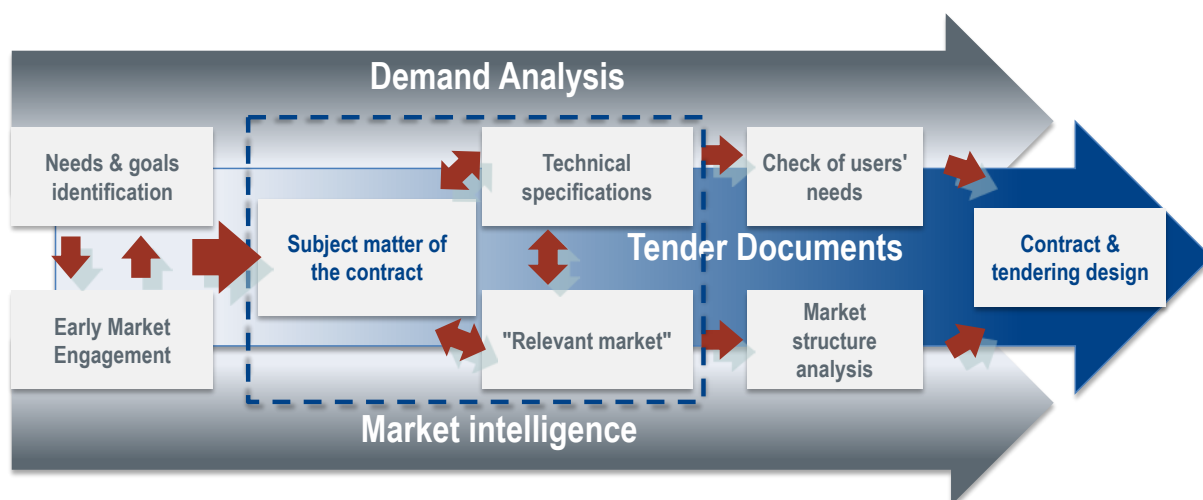 Demand Analysis
Needs & goals
identification
Technical
specifications
Check of users'
needs
Subject matter of
the contract
Tender Documents
Contract &
tendering design
Early Market
Engagement
"Relevant market"
Market
structure
analysis
Market intelligence